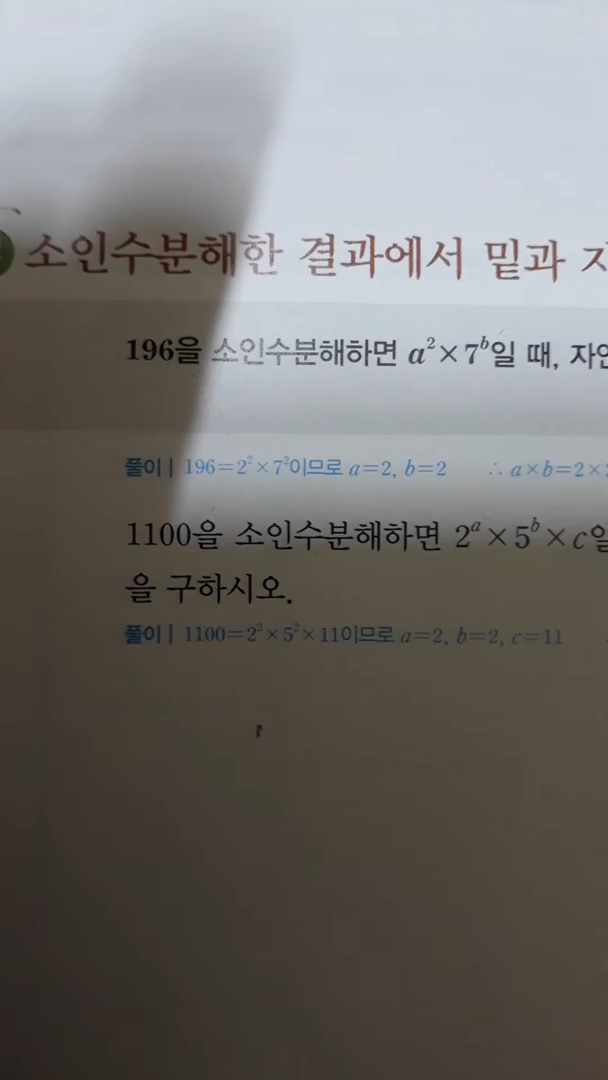 소인수분해한 결과에서 밑과
196을 소인수분해하면 a²×7ᵇ일 때,
풀이 | 196=2²×7²이므로 a=2, b=2 ∴ a×b=2×
1100을 소인수분해하면 2ᵃ×5ᵇ×c일
을 구하시오.
풀이 | 1100=2²×5²×11이므로 a=2, b=2, c=11